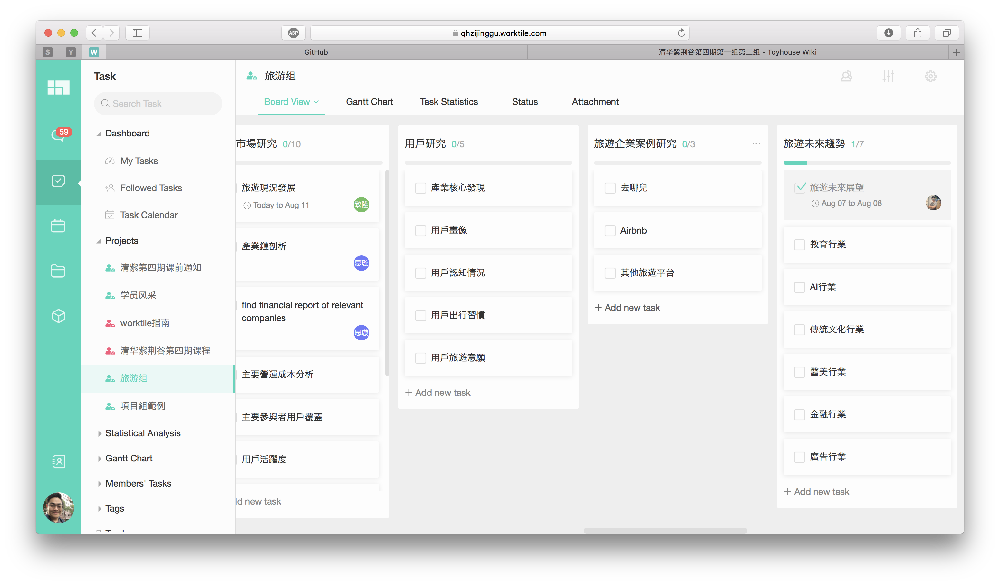 ABP
qhzijinggu.worktile.com
S
Y
W
GitHub
清华紫荆谷第四期第一组第二组 - Toyhouse WIki
59
Task
Search Task
Dashboard
My Tasks
Followed Tasks
Task Calendar
Projects
清紫第四期课前通知
学员风采
worktile指南
清华紫荆谷第四期课程
旅游组
項目組範例
Statistical Analysis
Gantt Chart
Members' Tasks
Tags
旅游组
Board View
Gantt Chart
Task Statistics
Status
Attachment
市場研究 0/10
旅遊現況發展
Today to Aug 11
致陞
產業鏈剖析
思璇
find financial report of relevant
companies
思璇
主要營運成本分析
主要參與者用戶覆蓋
用戶活躍度
dd new task
用戶研究 0/5
產業核心發現
用戶畫像
用戶認知情況
用戶出行習慣
用戶旅遊意願
+ Add new task
旅遊企業案例研究 0/3
去哪兒
Airbnb
其他旅遊平台
+ Add new task
旅遊未來趨勢 1/7
旅遊未來展望
Aug 07 to Aug 08
教育行業
AI行業
傳統文化行業
醫美行業
金融行業
廣告行業
+ Add new task